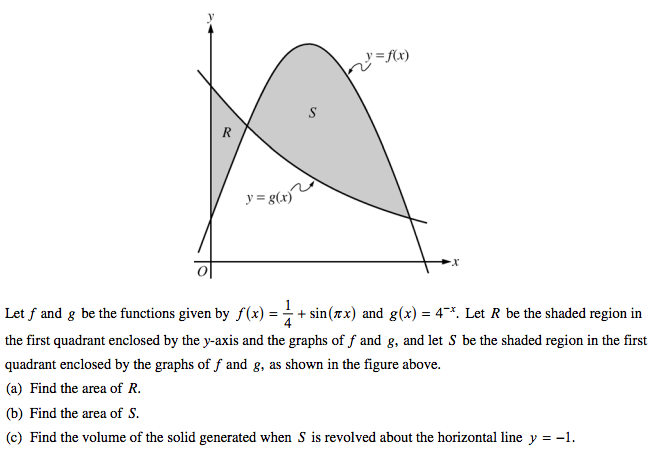 y
y = f(x)
S
R
y = g(x)
O
x
Let f and g be the functions given by f(x) = 1/4 + sin(πx) and g(x) = 4^−x. Let R be the shaded region in
the first quadrant enclosed by the y-axis and the graphs of f and g, and let S be the shaded region in the first
quadrant enclosed by the graphs of f and g, as shown in the figure above.
(a) Find the area of R.
(b) Find the area of S.
(c) Find the volume of the solid generated when S is revolved about the horizontal line y = −1.